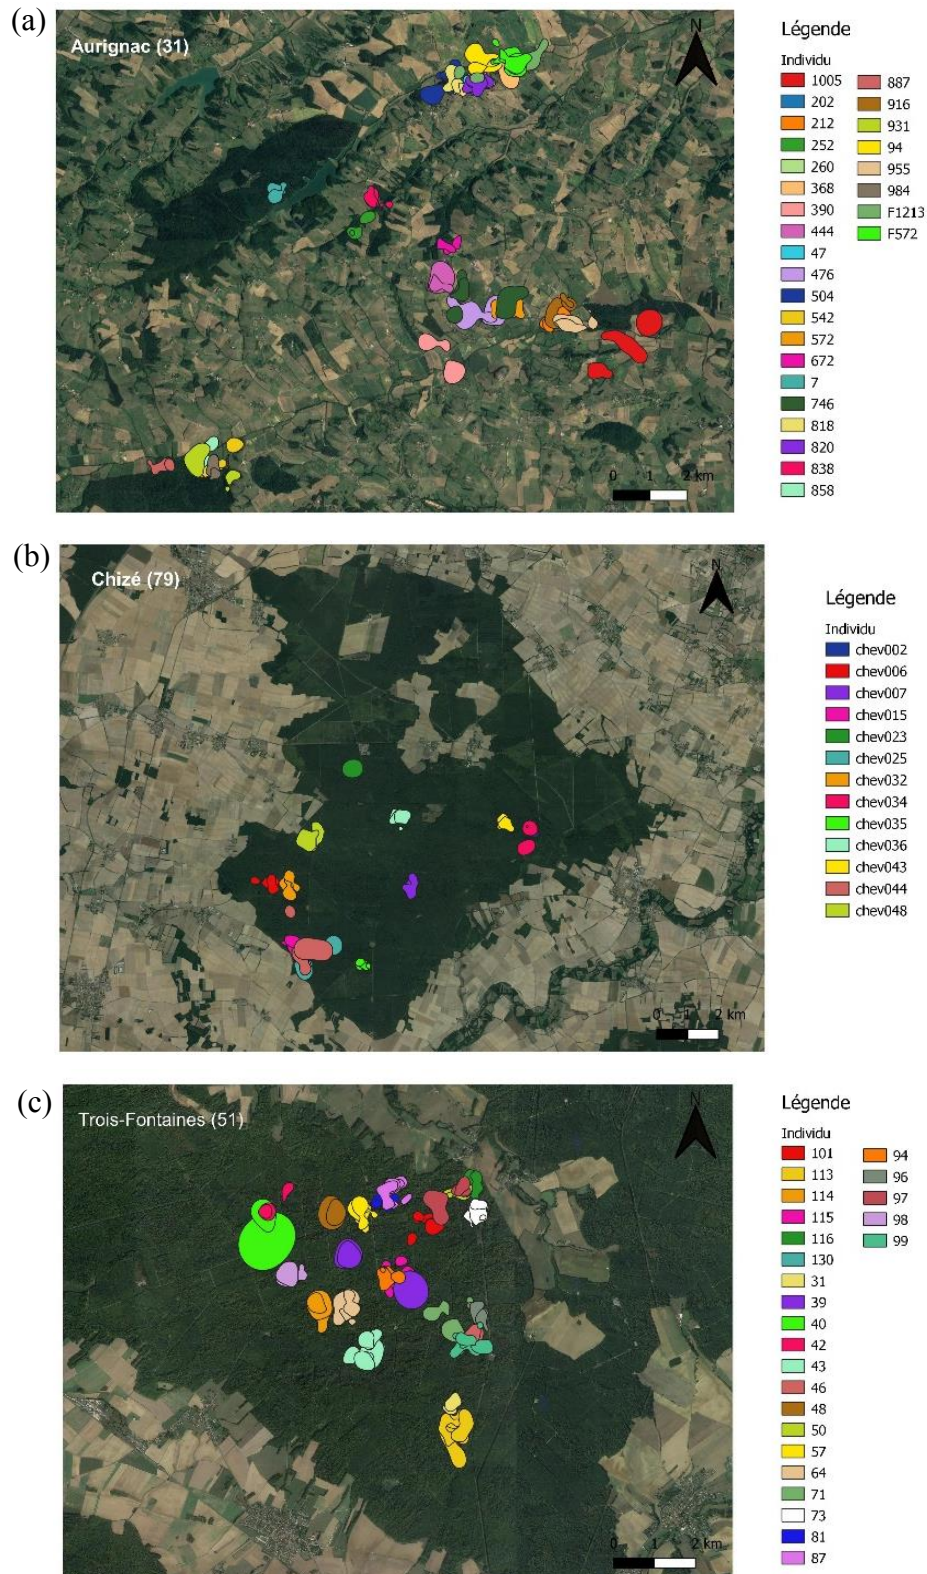 (a)
Aurignac (31)
N
0 1 2 km
Légende
Individu
1005
202
212
252
260
368
390
444
47
476
504
542
572
672
7
746
818
820
838
858
887
916
931
94
955
984
F1213
F572
(b)
Chizé (79)
N
0 1 2 km
Légende
Individu
chev002
chev006
chev007
chev015
chev023
chev025
chev032
chev034
chev035
chev036
chev043
chev044
chev048
(c)
Trois-Fontaines (51)
N
0 1 2 km
Légende
Individu
101
113
114
115
116
130
31
39
40
42
43
46
48
50
57
64
71
73
81
87
94
96
97
98
99